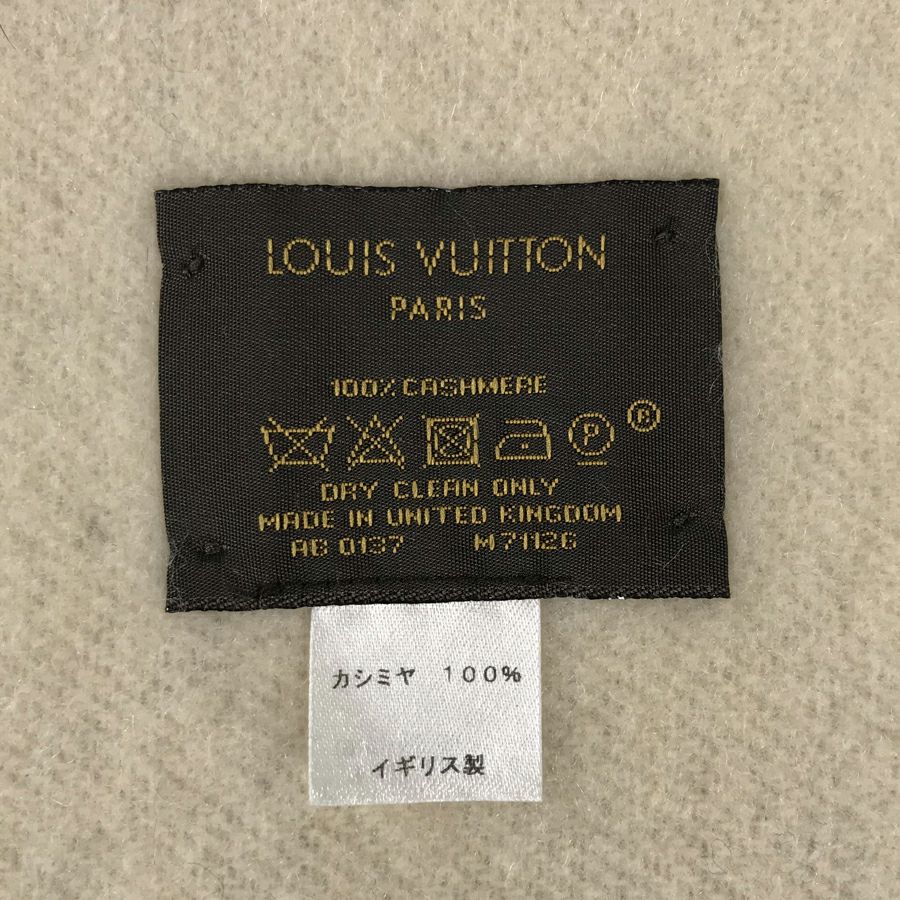 LOUIS VUITTON
PARIS
100% CASHMERE
P ®
DRY CLEAN ONLY
MADE IN UNITED KINGDOM
AB 0137 M71126
カシミヤ 100%
イギリス製